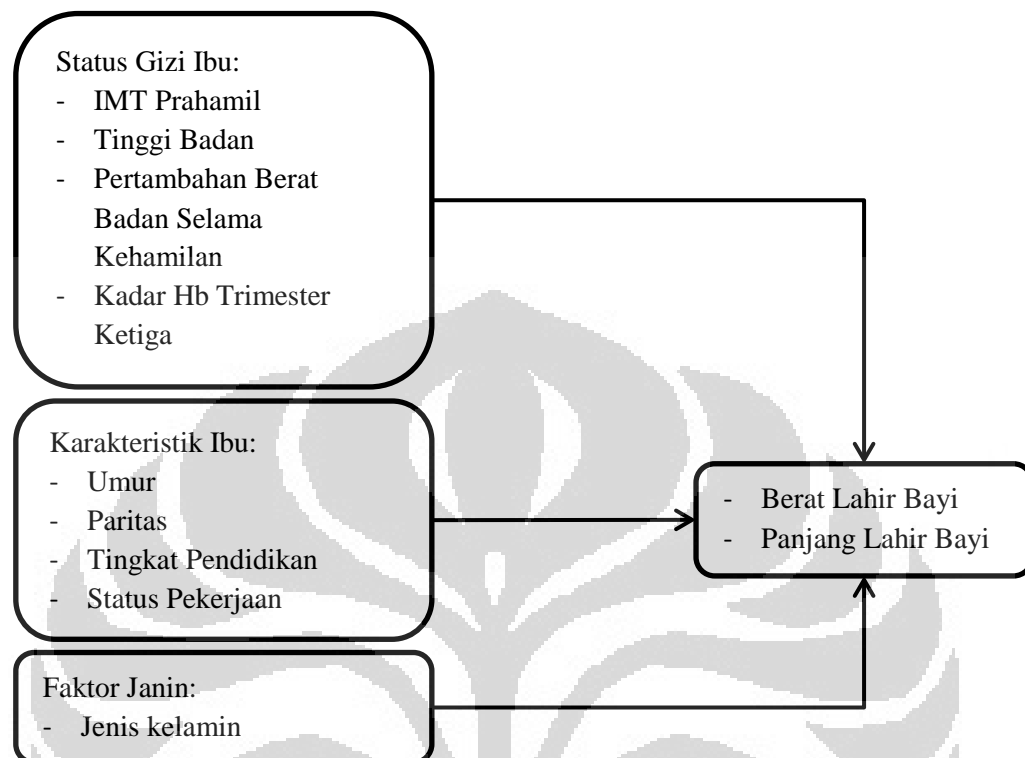 Status Gizi Ibu:
- IMT Prahamil
- Tinggi Badan
- Pertambahan Berat
Badan Selama
Kehamilan
- Kadar Hb Trimester
Ketiga
Karakteristik Ibu:
- Umur
- Paritas
- Tingkat Pendidikan
- Status Pekerjaan
- Berat Lahir Bayi
- Panjang Lahir Bayi
Faktor Janin:
- Jenis kelamin